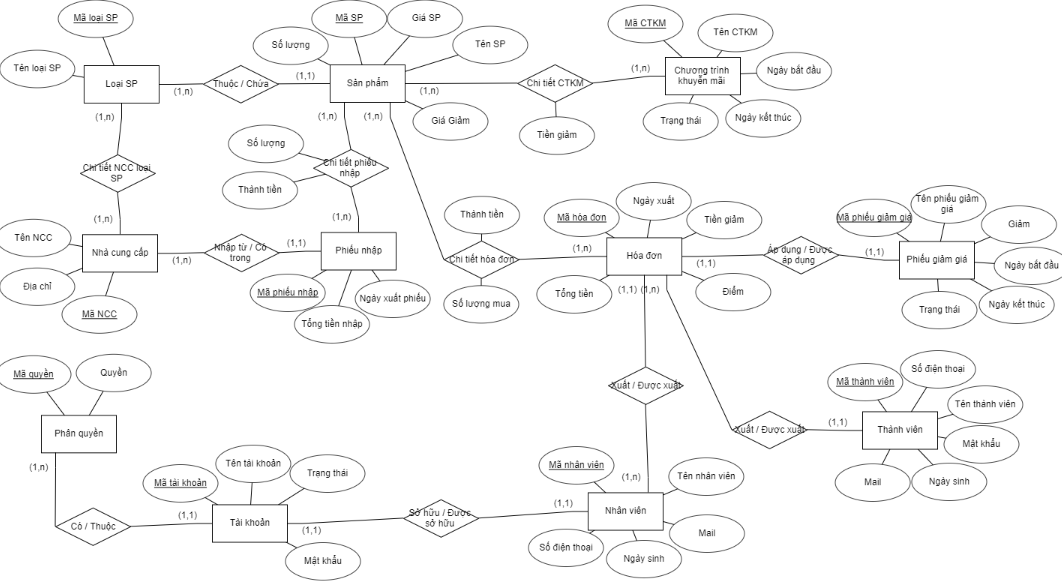 Mã loại SP
Tên loại SP
Loại SP
(1,n)
Thuộc / Chứa
(1,1)
Số lượng
Mã SP
Giá SP
Tên SP
Sản phẩm
(1,n)
Giá Giảm
Chi tiết CTKM
Tiền giảm
(1,n)
Mã CTKM
Tên CTKM
Chương trình
khuyến mãi
Ngày bắt đầu
Trạng thái
Ngày kết thúc
(1,n)
Chi tiết NCC loại
SP
(1,n)
(1,n)
(1,n)
Số lượng
Chi tiết phiếu
nhập
Thành tiền
(1,n)
Tên NCC
Nhà cung cấp
Địa chỉ
Mã NCC
(1,n)
Nhập từ / Có
trong
(1,1)
Phiếu nhập
Mã phiếu nhập
Ngày xuất phiếu
Tổng tiền nhập
Thành tiền
Chi tiết hóa đơn
Số lượng mua
(1,n)
Mã hóa đơn
Ngày xuất
Tiền giảm
Hóa đơn
Tổng tiền
Điểm
(1,1)
(1,1)
(1,n)
Áp dụng / Được
áp dụng
(1,1)
Mã phiếu giảm giá
Tên phiếu giảm
giá
Giảm
Phiếu giảm giá
Ngày bắt đầu
Trạng thái
Ngày kết thúc
Mã quyền
Quyền
Phân quyền
(1,n)
Có / Thuộc
(1,1)
Mã tài khoản
Tên tài khoản
Trạng thái
Tài khoản
(1,1)
Mật khẩu
Sở hữu / Được
sở hữu
(1,1)
Xuất / Được xuất
(1,n)
Mã nhân viên
Tên nhân viên
Nhân viên
Số điện thoại
Ngày sinh
Mail
Xuất / Được xuất
(1,1)
Mã thành viên
Số điện thoại
Tên thành viên
Thành viên
Mật khẩu
Mail
Ngày sinh